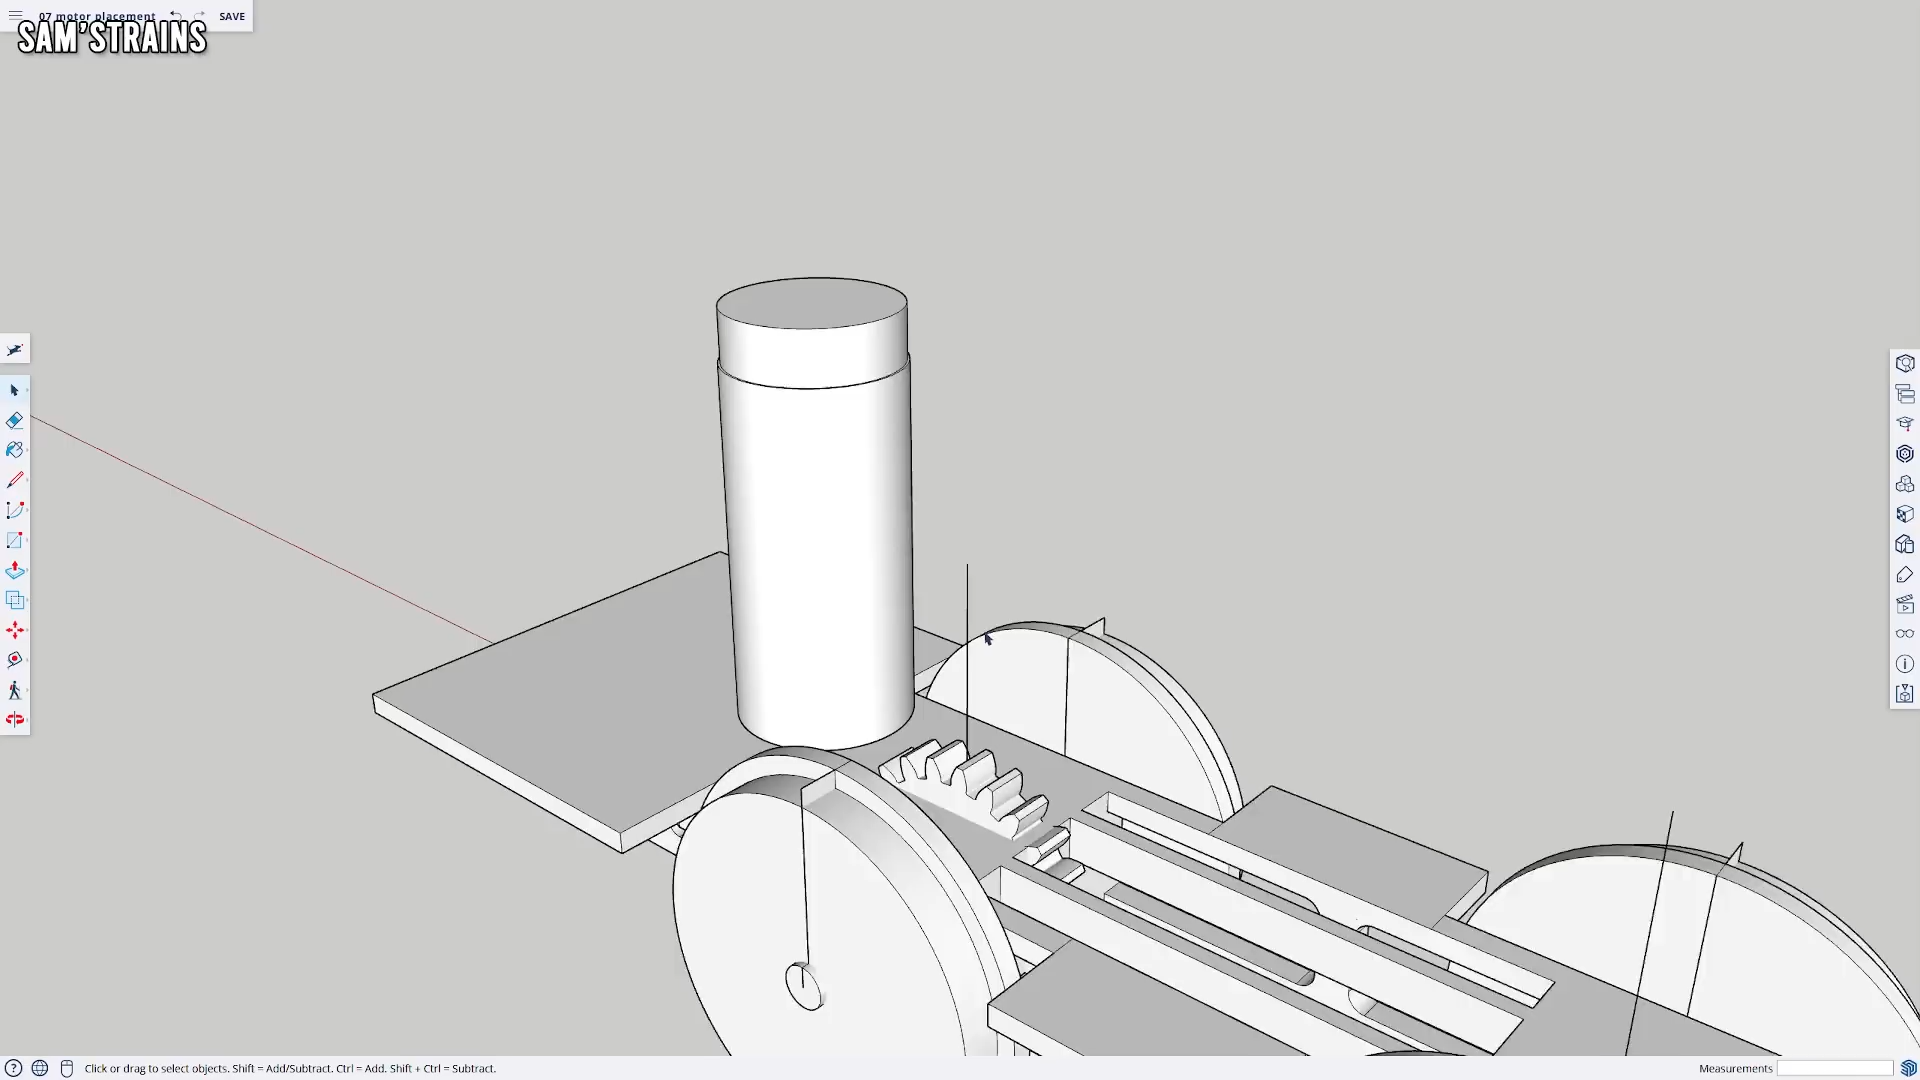 07 motor placement
SAVE
SAM'STRAINS
Click or drag to select objects. Shift = Add/Subtract. Ctrl = Add. Shift + Ctrl = Subtract.
Measurements